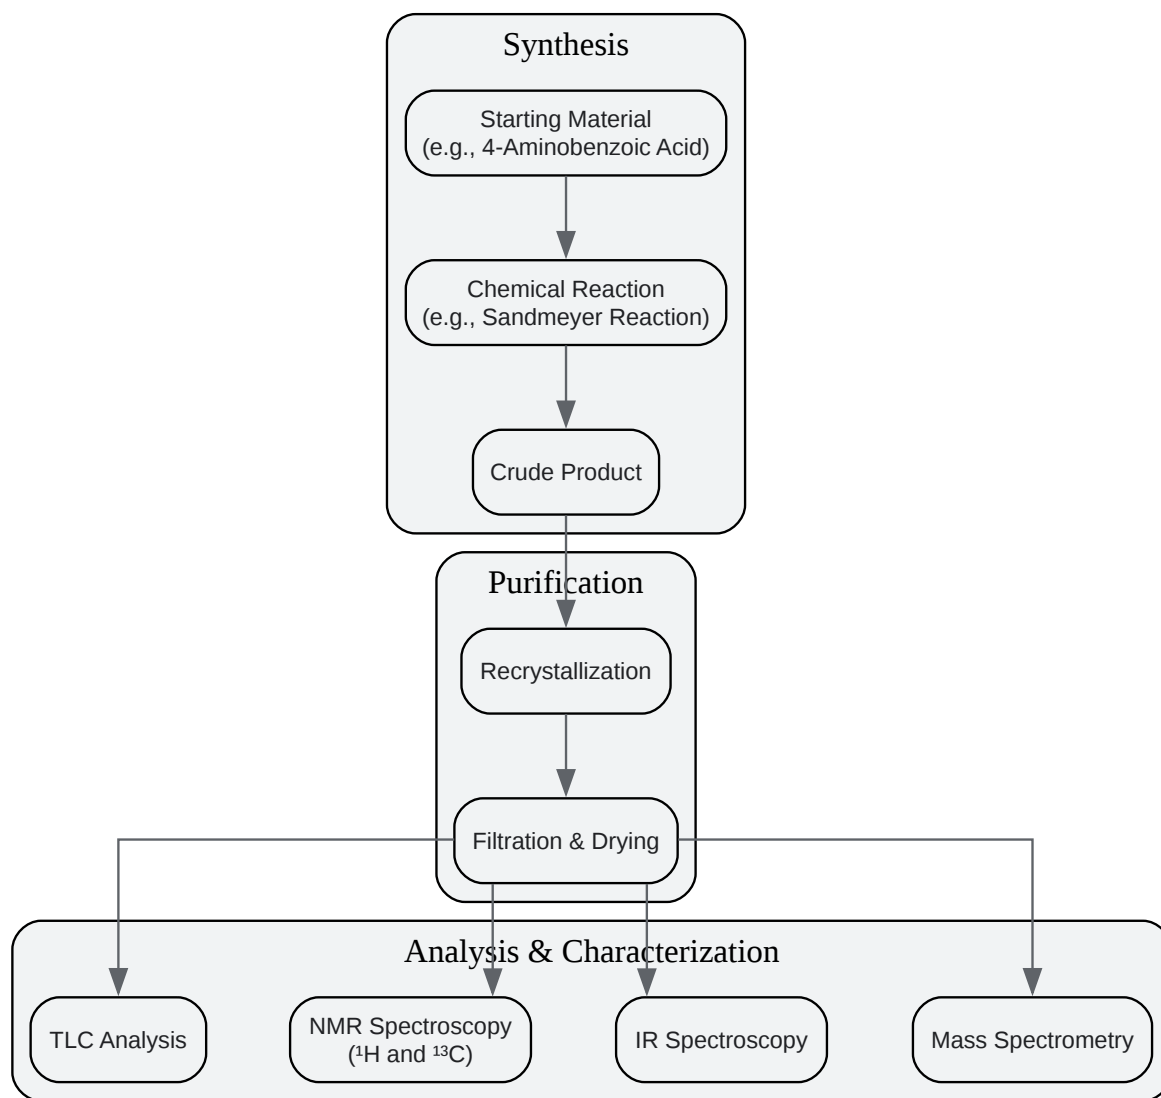 Synthesis
Starting Material
(e.g., 4-Aminobenzoic Acid)
Chemical Reaction
(e.g., Sandmeyer Reaction)
Crude Product
Purification
Recrystallization
Filtration & Drying
Analysis & Characterization
TLC Analysis
NMR Spectroscopy
(¹H and ¹³C)
IR Spectroscopy
Mass Spectrometry